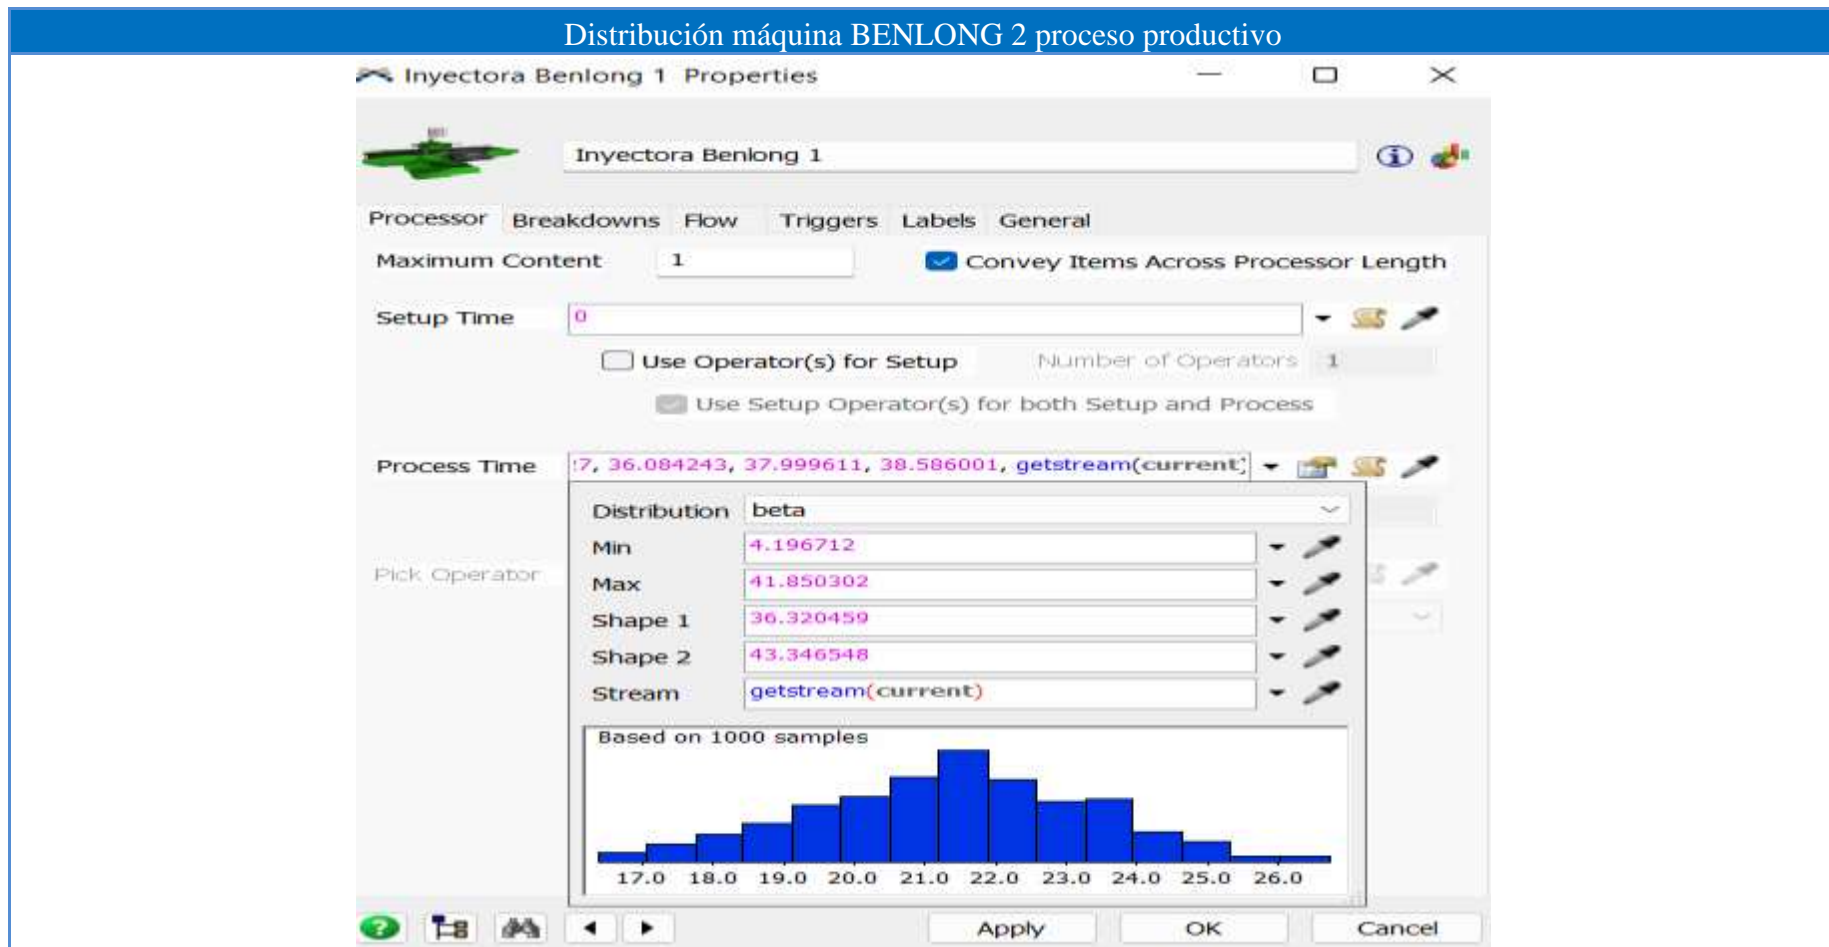 Distribución máquina BENLONG 2 proceso productivo
Inyectora Benlong 1 Properties
Inyectora Benlong 1
Processor Breakdowns Flow Triggers Labels General
Maximum Content 1 Convey Items Across Processor Length
Setup Time 0
Use Operator(s) for Setup Number of Operators 1
Use Setup Operator(s) for both Setup and Process
Process Time 7, 36.084243, 37.999611, 38.586001, getstream(current)
Distribution beta
Min 4.196712
Pick Operator
Max 41.850302
Shape 1 36.320459
Shape 2 43.346548
Stream getstream(current)
Based on 1000 samples
17.0 18.0 19.0 20.0 21.0 22.0 23.0 24.0 25.0 26.0
Apply OK Cancel